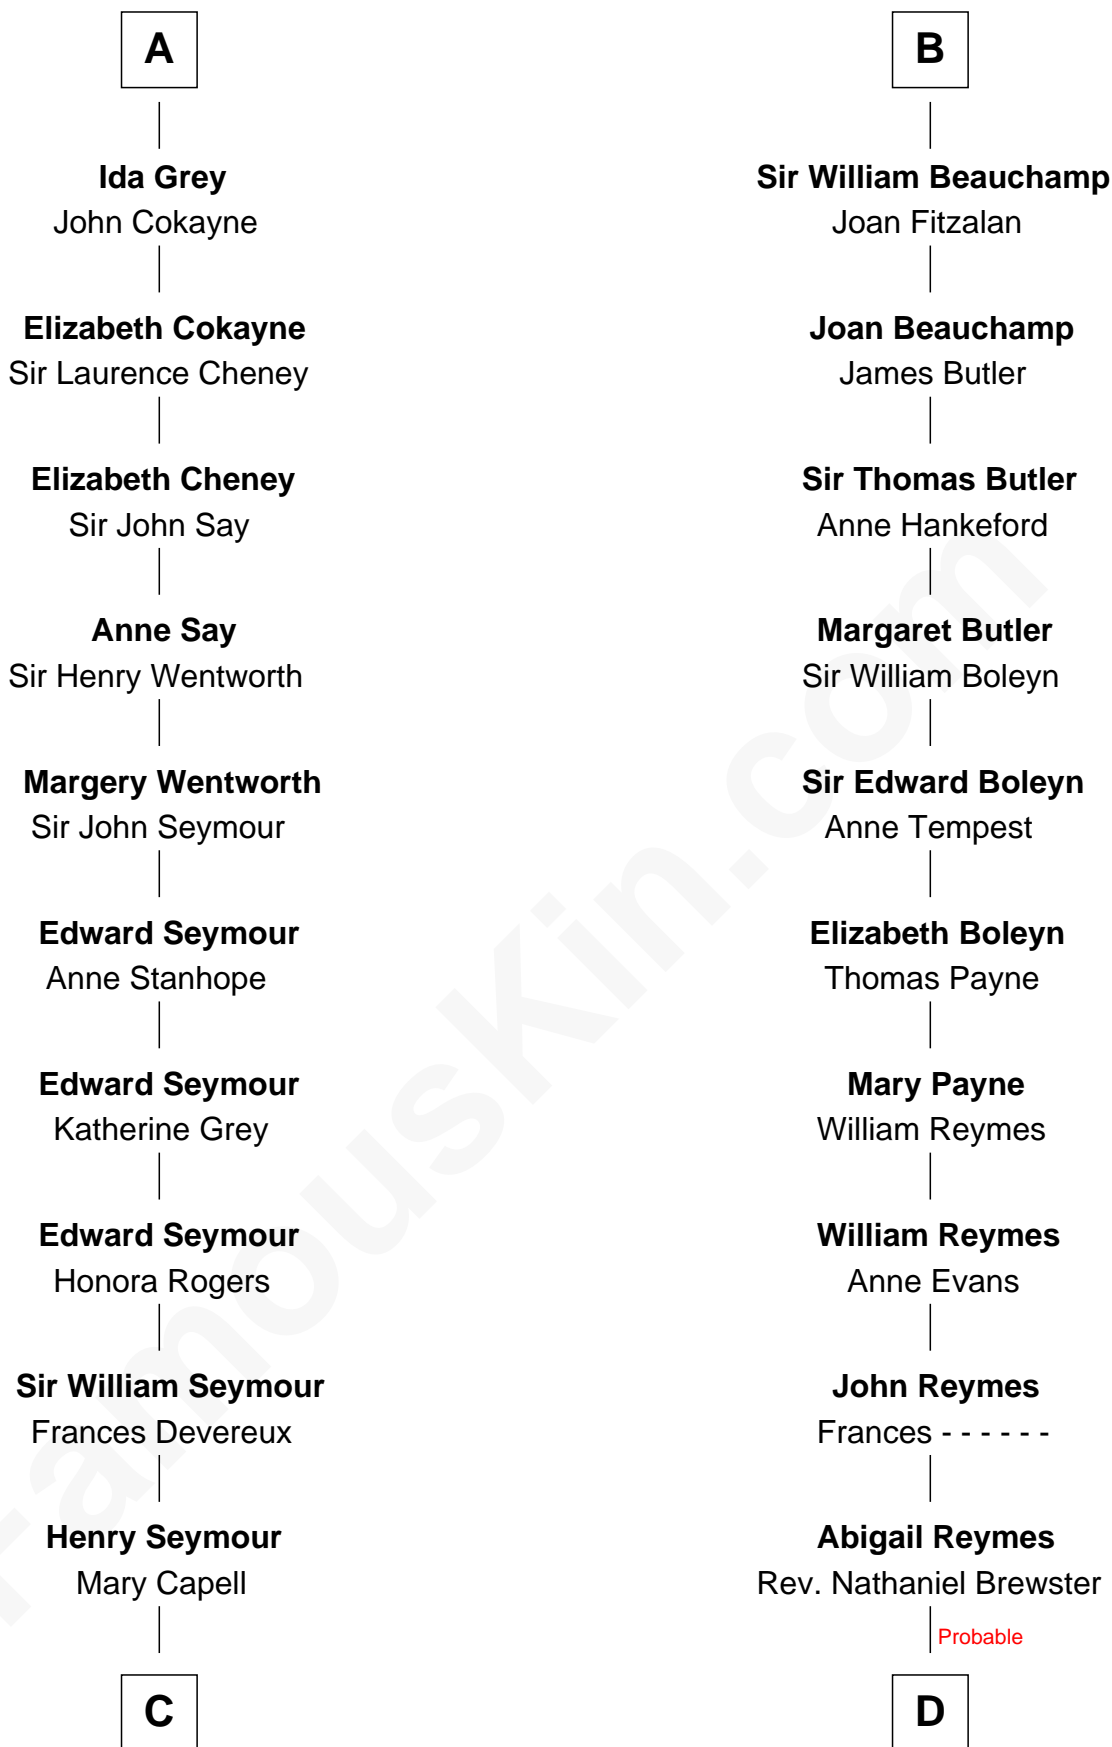 A
Ida Grey
John Cokayne
Elizabeth Cokayne
Sir Laurence Cheney
Elizabeth Cheney
Sir John Say
Anne Say
Sir Henry Wentworth
Margery Wentworth
Sir John Seymour
Edward Seymour
Anne Stanhope
Edward Seymour
Katherine Grey
Edward Seymour
Honora Rogers
Sir William Seymour
Frances Devereux
Henry Seymour
Mary Capell
C
B
Sir William Beauchamp
Joan Fitzalan
Joan Beauchamp
James Butler
Sir Thomas Butler
Anne Hankeford
Margaret Butler
Sir William Boleyn
Sir Edward Boleyn
Anne Tempest
Elizabeth Boleyn
Thomas Payne
Mary Payne
William Reymes
William Reymes
Anne Evans
John Reymes
Frances - - - - - -
Abigail Reymes
Rev. Nathaniel Brewster
Probable
D
FamousKin.com